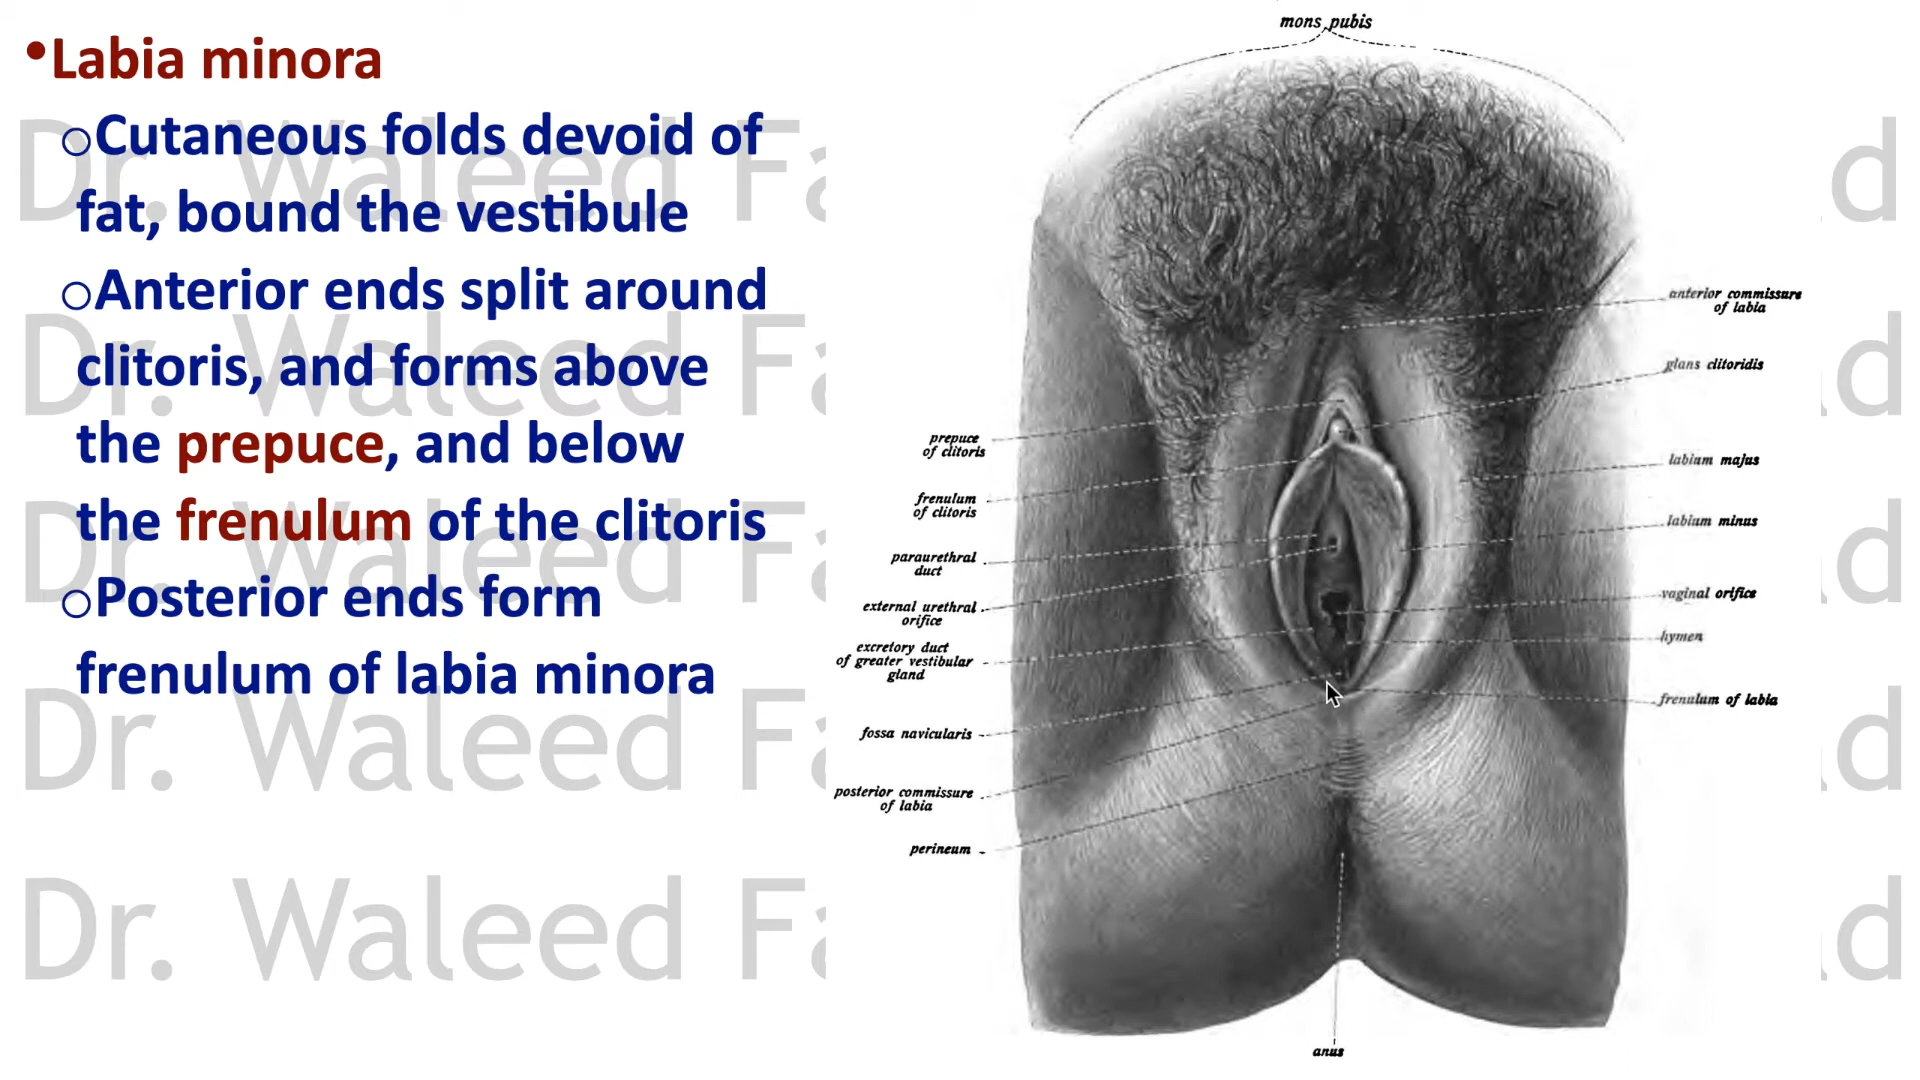 •Labia minora
oCutaneous folds devoid of
fat, bound the vestibule
oAnterior ends split around
clitoris, and forms above
the prepuce, and below
the frenulum of the clitoris
oPosterior ends form
frenulum of labia minora
Dr. Waleed Fa
d
Dr. Waleed Fa
d
Dr. Waleed Fa
d
Dr. Waleed Fa
d
Dr. Waleed Fa
d
mons pubis
anterior commissure
of labia
glans clitoridis
prepuce
of clitoris
labium majus
frenulum
of clitoris
labium minus
paraurethral
duct
external urethral
orifice
vaginal orifice
hymen
excretory duct
of greater vestibular
gland
frenulum of labia
fossa navicularis
posterior commissure
of labia
perineum
anus